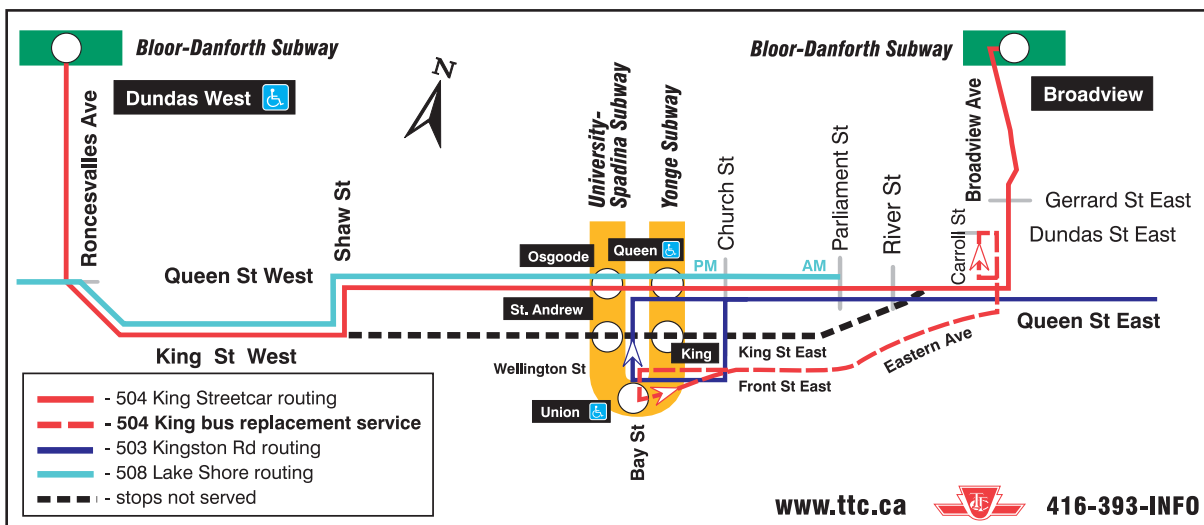 Bloor-Danforth Subway
Bloor-Danforth Subway
N
Dundas West
Broadview
Roncesvalles Ave
Shaw St
University-
Spadina Subway
Yonge Subway
Church St
Parliament St
River St
Carroll St
Broadview Ave
Gerrard St East
Dundas St East
Osgoode
Queen
PM
AM
Queen St West
St. Andrew
Queen St East
King St West
King
King St East
Eastern Ave
Wellington St
Front St East
Union
Bay St
- 504 King Streetcar routing
- 504 King bus replacement service
- 503 Kingston Rd routing
- 508 Lake Shore routing
- stops not served
www.ttc.ca
TTC
416-393-INFO